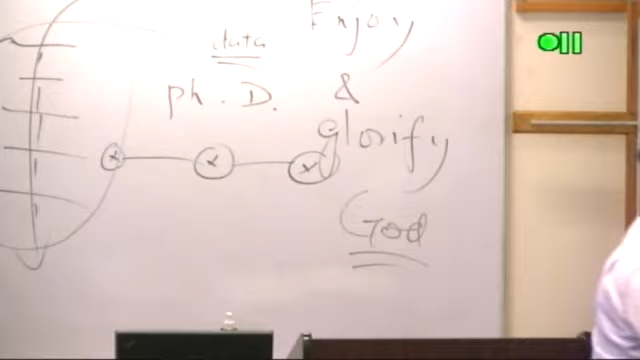 Enjoy
data
ph. D. &
glorify
x x x
God